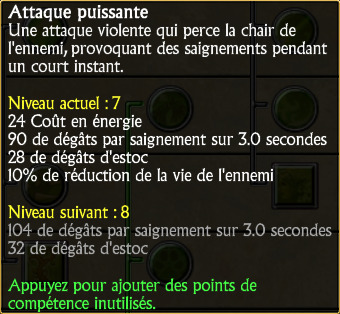 Attaque puissante
Une attaque violente qui perce la chair de
l'ennemi, provoquant des saignements pendant
un court instant.
Niveau actuel : 7
24 Coût en énergie
90 de dégâts par saignement sur 3.0 secondes
28 de dégâts d'estoc
10% de réduction de la vie de l'ennemi
Niveau suivant : 8
104 de dégâts par saignement sur 3.0 secondes
32 de dégâts d'estoc
Appuyez pour ajouter des points de
compétence inutilisés.